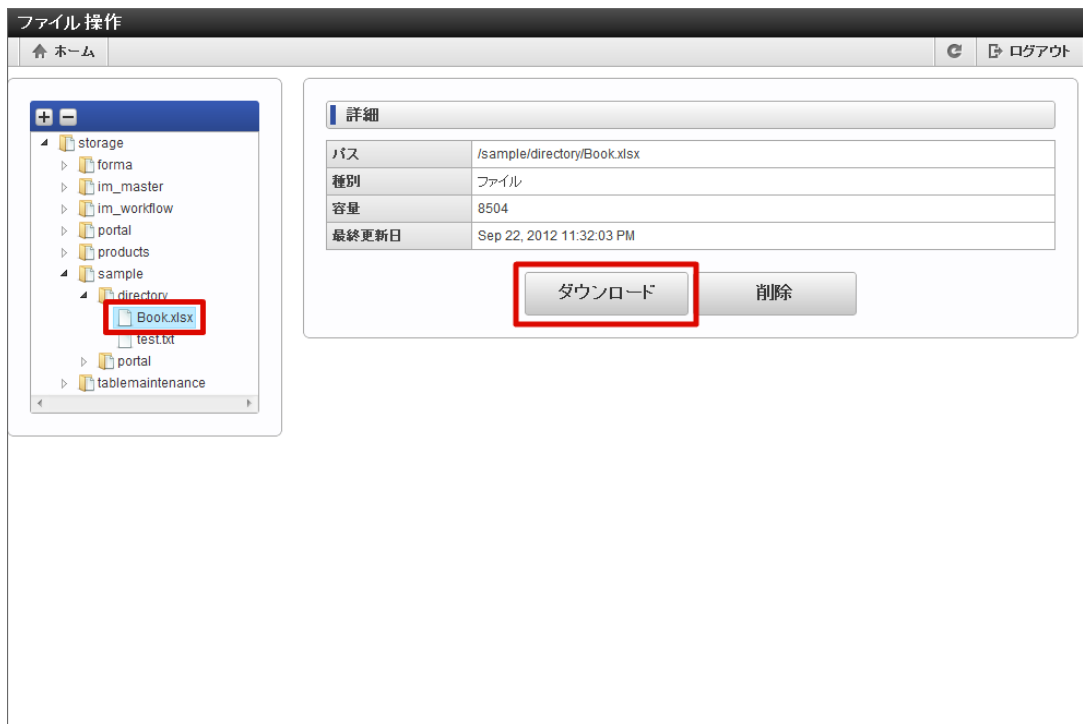 ファイル操作
ホーム
ログアウト
storage
forma
im_master
im_workflow
portal
products
sample
directory
Book.xlsx
test.txt
portal
tablemaintenance
詳細
パス /sample/directory/Book.xlsx
種別 ファイル
容量 8504
最終更新日 Sep 22, 2012 11:32:03 PM
ダウンロード 削除